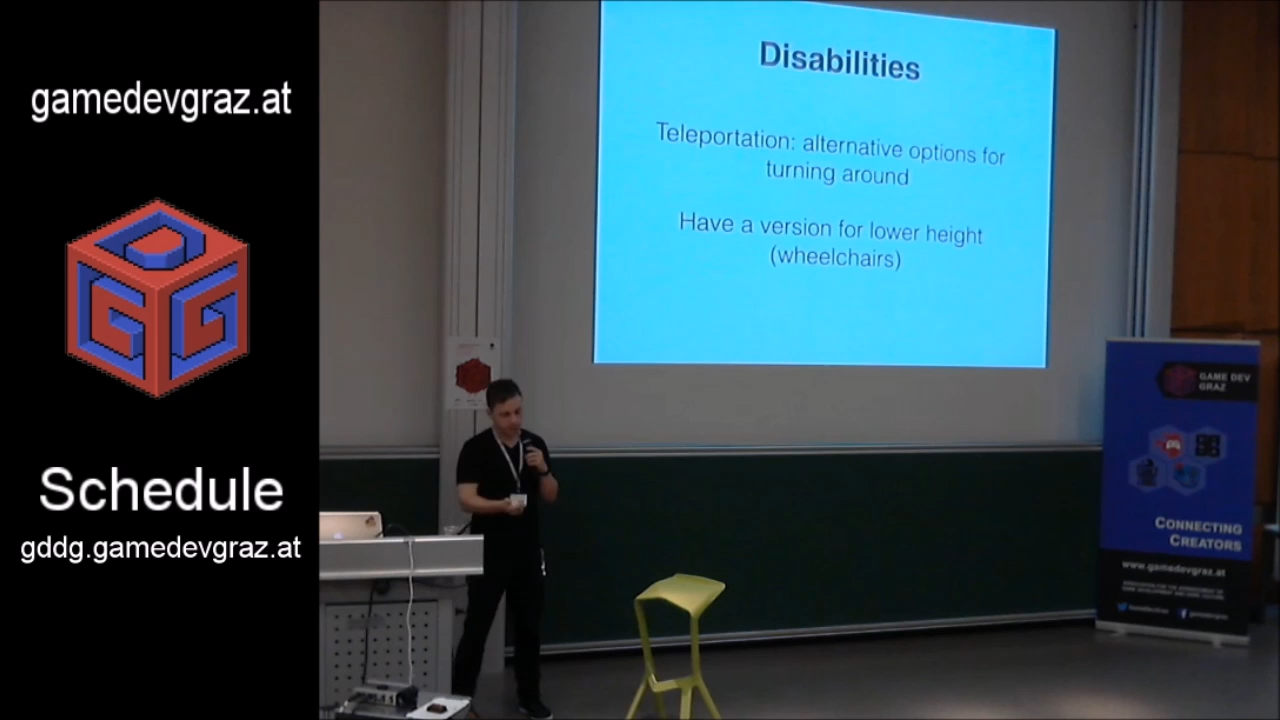 gamedevgraz.at
Schedule
gddg.gamedevgraz.at
Disabilities
Teleportation: alternative options for
turning around
Have a version for lower height
(wheelchairs)
GAME DEV
GRAZ
CONNECTING
CREATORS
www.gamedevgraz.at